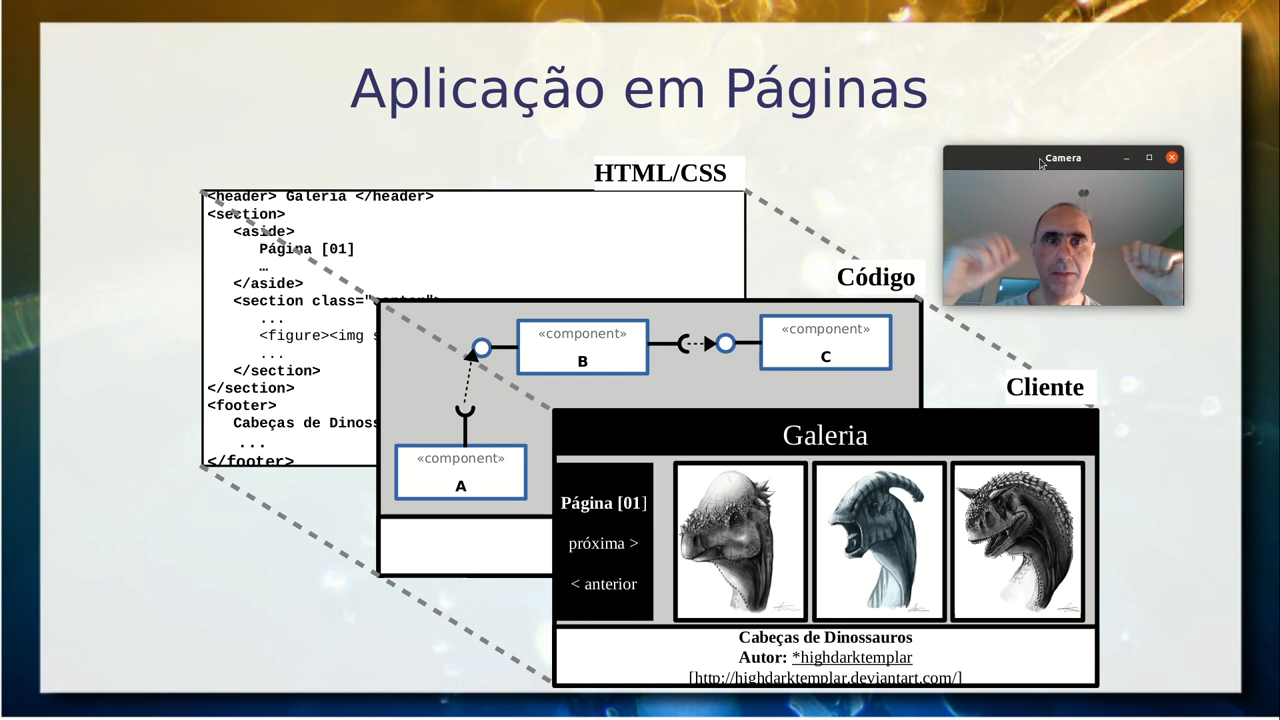 Aplicação em Páginas
HTML/CSS
Camera
<header> Galeria </header>
<section>
<aside>
Página [01]
…
</aside>
<section class="
...
<figure><img s
...
</section>
</section>
<footer>
Cabeças de Dinoss
...
</footer>
Código
«component»
B
«component»
C
«component»
A
Cliente
Galeria
Página [01]
próxima >
< anterior
Cabeças de Dinossauros
Autor: *highdarktemplar
[http://highdarktemplar.deviantart.com/]